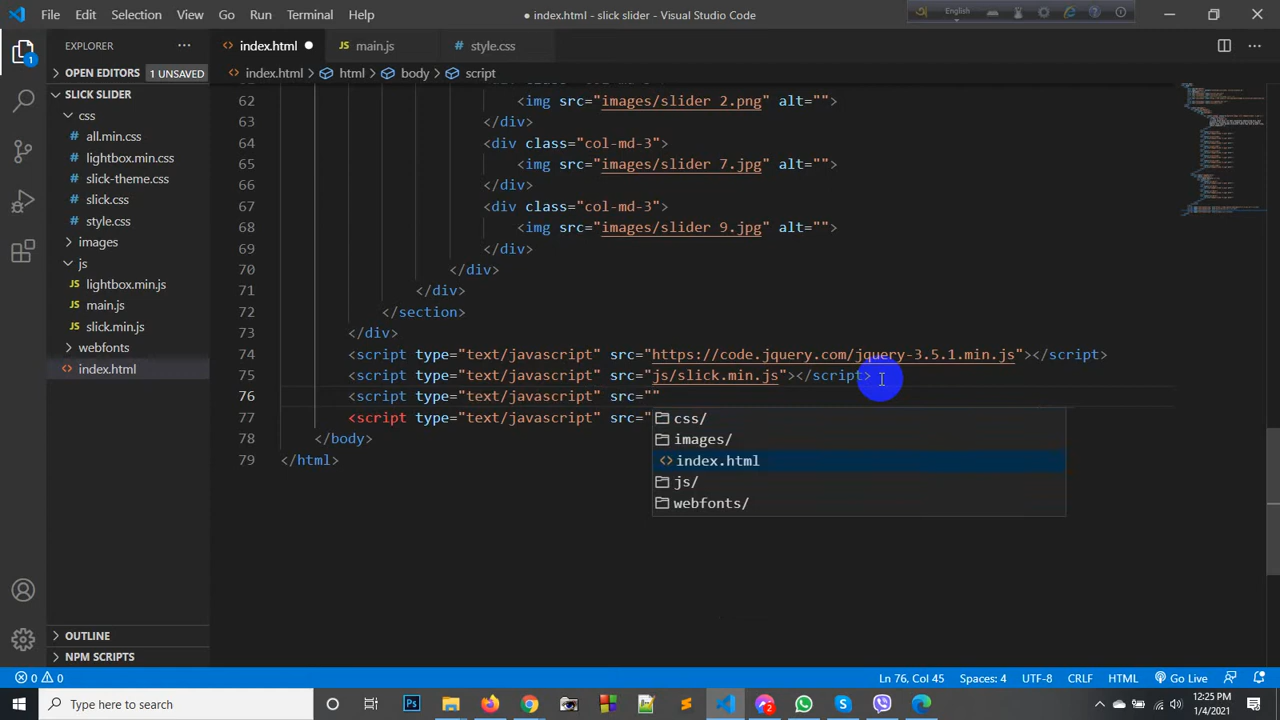 File Edit Selection View Go Run Terminal Help
● index.html - slick slider - Visual Studio Code
English
EXPLORER
index.html
main.js
style.css
OPEN EDITORS 1 UNSAVED
index.html > html > body > script
SLICK SLIDER
css
all.min.css
lightbox.min.css
slick-theme.css
slick.css
style.css
images
js
lightbox.min.js
main.js
slick.min.js
webfonts
index.html
OUTLINE
NPM SCRIPTS
62 <img src="images/slider 2.png" alt="">
63 </div>
64 <div class="col-md-3">
65 <img src="images/slider 7.jpg" alt="">
66 </div>
67 <div class="col-md-3">
68 <img src="images/slider 9.jpg" alt="">
69 </div>
70 </div>
71 </div>
72 </section>
73 </div>
74 <script type="text/javascript" src="https://code.jquery.com/jquery-3.5.1.min.js"></script>
75 <script type="text/javascript" src="js/slick.min.js"></script>
76 <script type="text/javascript" src=""
77 <script type="text/javascript" src="
78 </body>
79 </html>
css/
images/
index.html
js/
webfonts/
1
0 0
Ln 76, Col 45 Spaces: 4 UTF-8 CRLF HTML Go Live
Type here to search
Ps
2
12:25 PM
1/4/2021